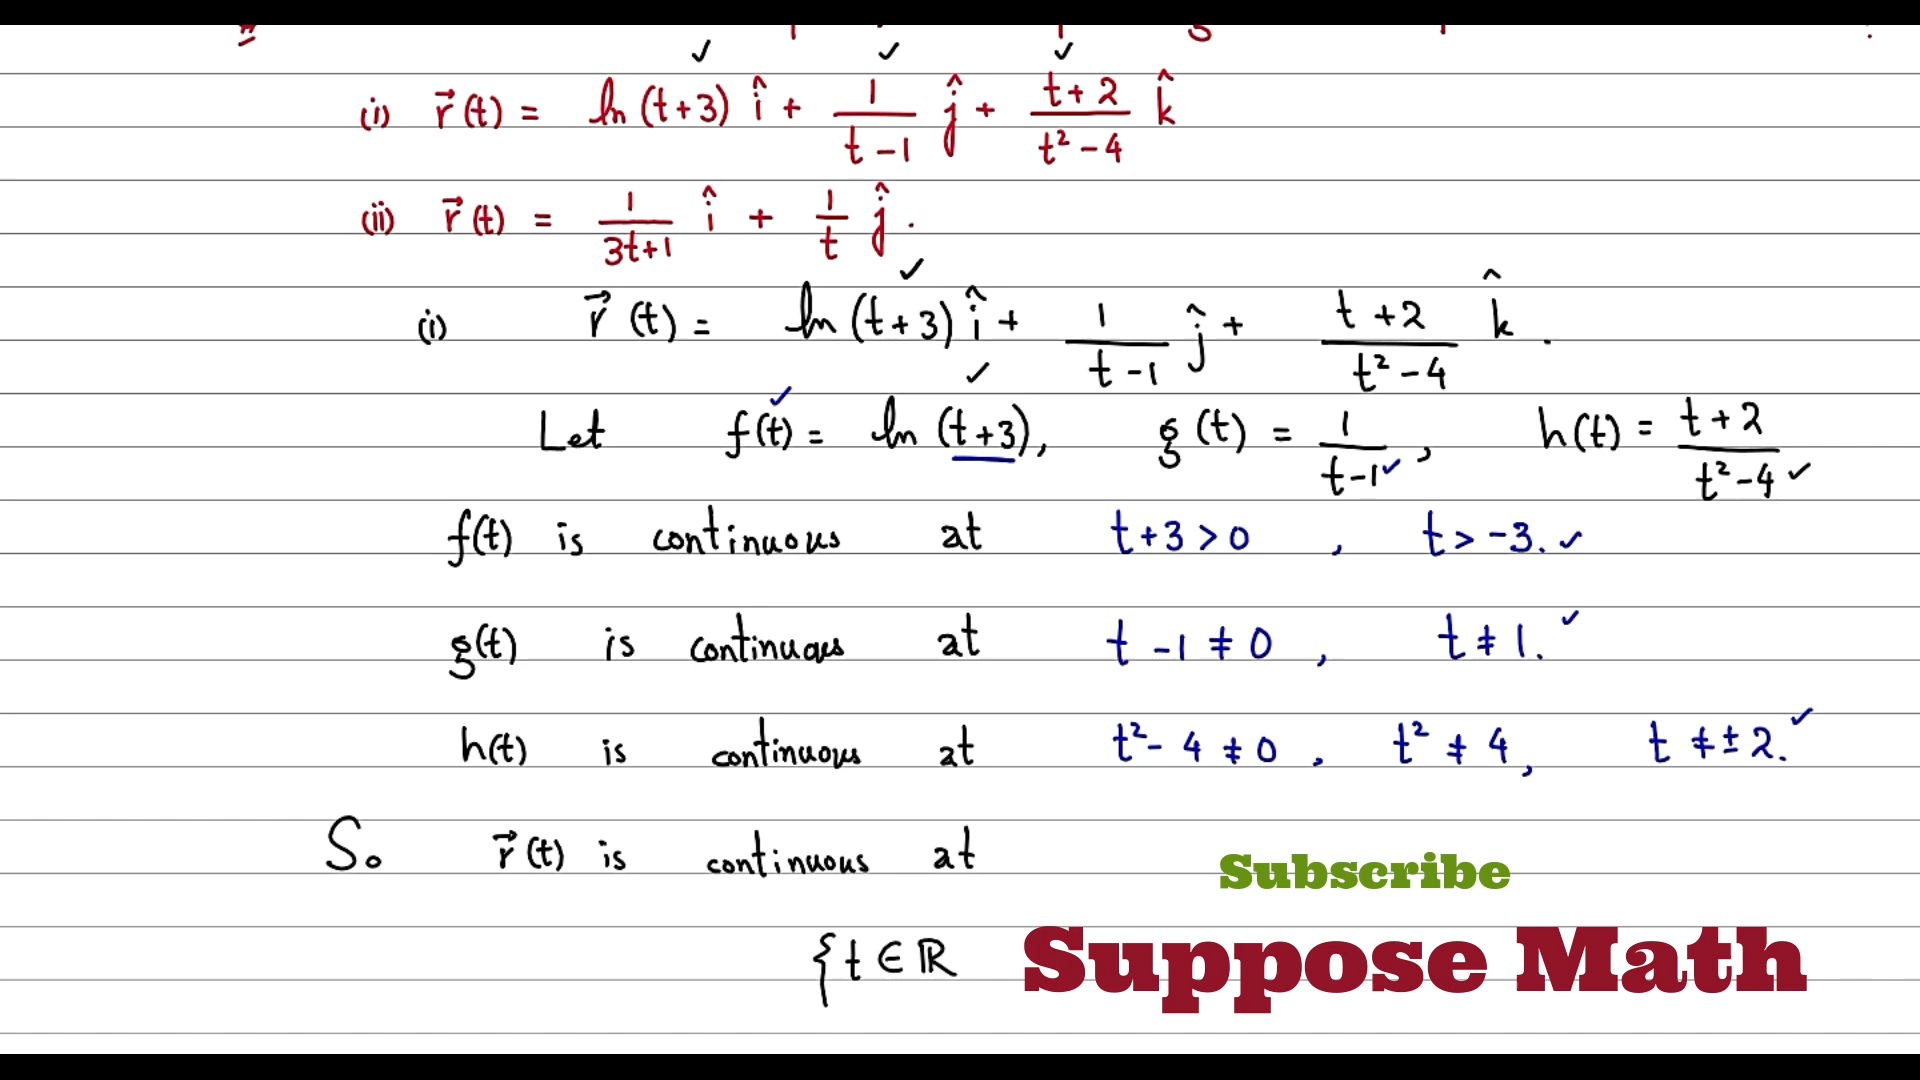 (i) r⃗(t) = ln (t+3) î + 1/(t-1) ĵ + (t+2)/(t²-4) k̂
(ii) r⃗(t) = 1/(3t+1) î + 1/t ĵ.
(i) r⃗(t) = ln (t+3) î + 1/(t-1) ĵ + (t+2)/(t²-4) k̂.
Let f(t) = ln (t+3), g(t) = 1/(t-1), h(t) = (t+2)/(t²-4)
f(t) is continuous at t+3>0, t>-3.
g(t) is continuous at t-1≠0, t≠1.
h(t) is continuous at t²-4≠0, t²≠4, t≠±2.
So r⃗(t) is continuous at
Subscribe
{t ∈ ℝ
Suppose Math